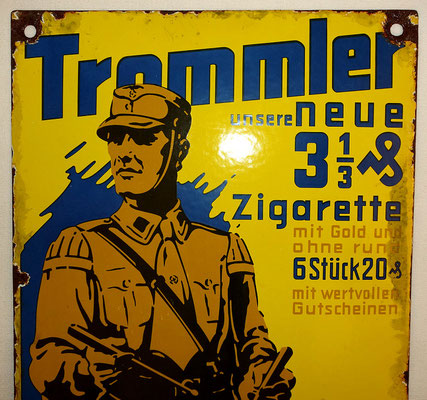 Trommler
unsere neue
3 1/3 ₰
Zigarette
mit Gold und
ohne rund
6 Stück 20 ₰
mit wertvollen
Gutscheinen